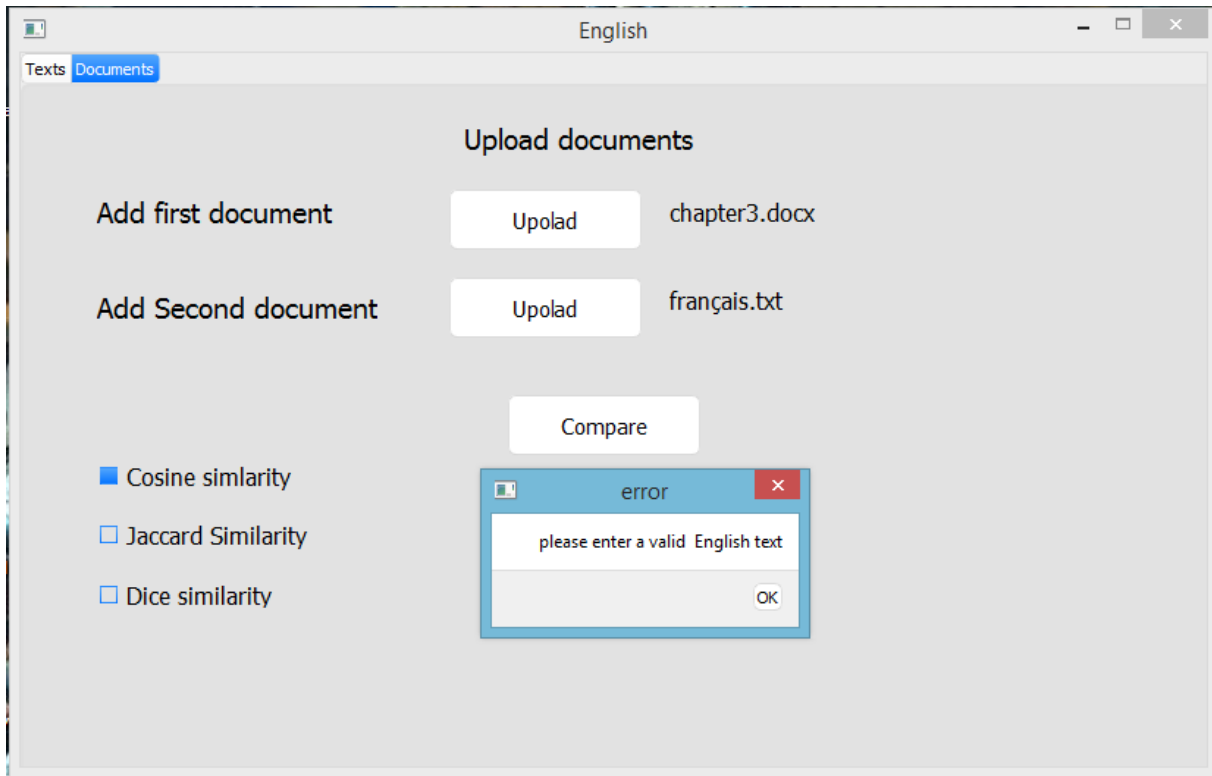 English
Texts Documents
Upload documents
Add first document Upolad chapter3.docx
Add Second document Upolad français.txt
Compare
Cosine simlarity
error
Jaccard Similarity
please enter a valid  English text
Dice similarity
OK